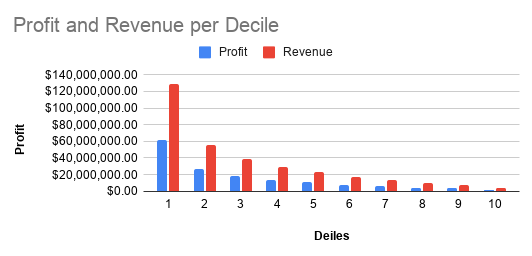 Profit and Revenue per Decile
Profit Revenue
$140,000,000.00
$120,000,000.00
$100,000,000.00
$80,000,000.00
$60,000,000.00
$40,000,000.00
$20,000,000.00
$0.00
Profit
1 2 3 4 5 6 7 8 9 10
Deiles